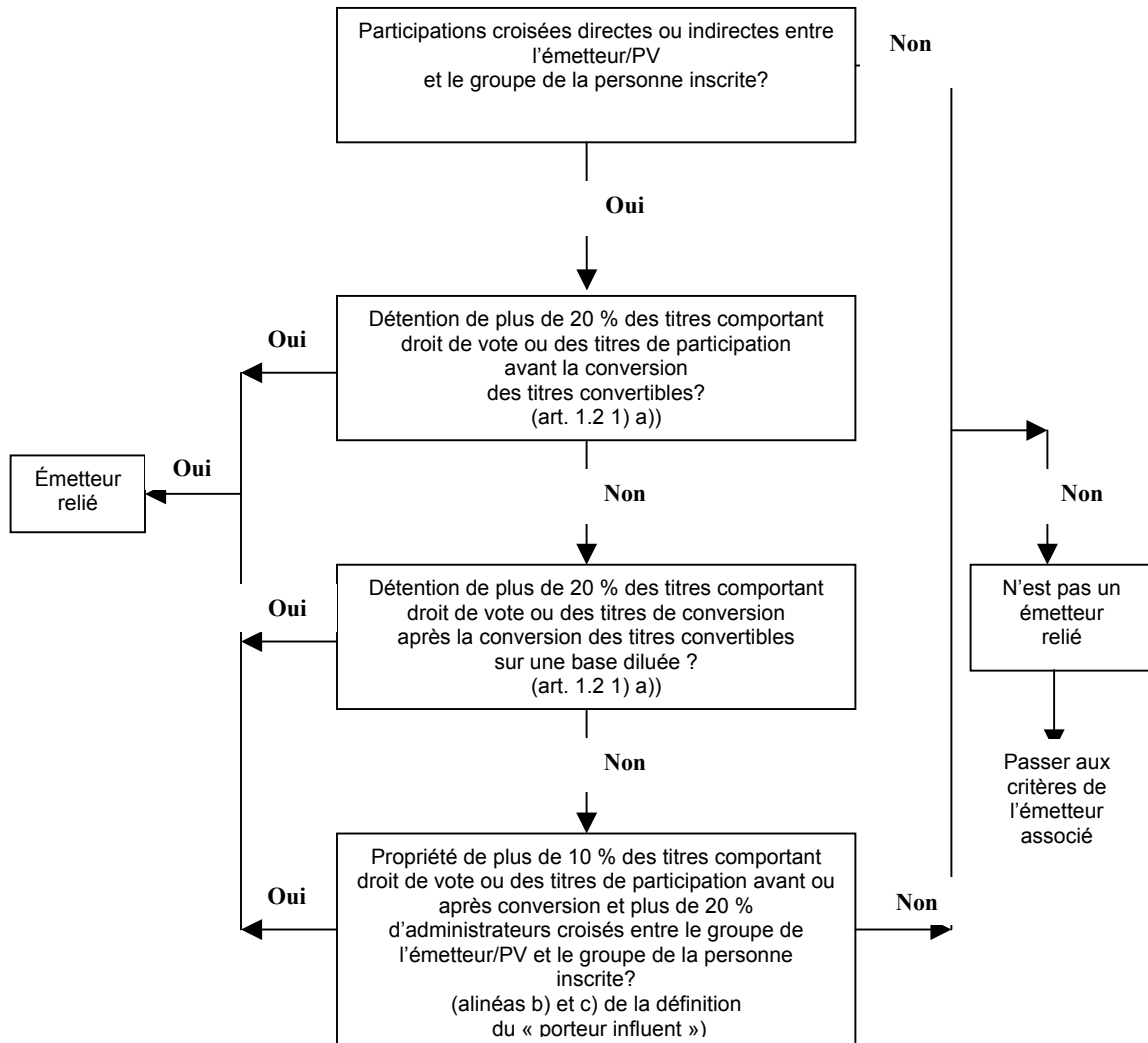 Participations croisées directes ou indirectes entre
l'émetteur/PV
et le groupe de la personne inscrite?
Non
Oui
Détention de plus de 20 % des titres comportant
droit de vote ou des titres de participation
avant la conversion
des titres convertibles?
(art. 1.2 1) a))
Oui
Oui
Émetteur
relié
Non
Non
Détention de plus de 20 % des titres comportant
droit de vote ou des titres de conversion
après la conversion des titres convertibles
sur une base diluée ?
(art. 1.2 1) a))
Oui
N'est pas un
émetteur
relié
Non
Passer aux
critères de
l'émetteur
associé
Propriété de plus de 10 % des titres comportant
droit de vote ou des titres de participation avant ou
après conversion et plus de 20 %
d'administrateurs croisés entre le groupe de
l'émetteur/PV et le groupe de la personne
inscrite?
(alinéas b) et c) de la définition
du « porteur influent »)
Oui
Non